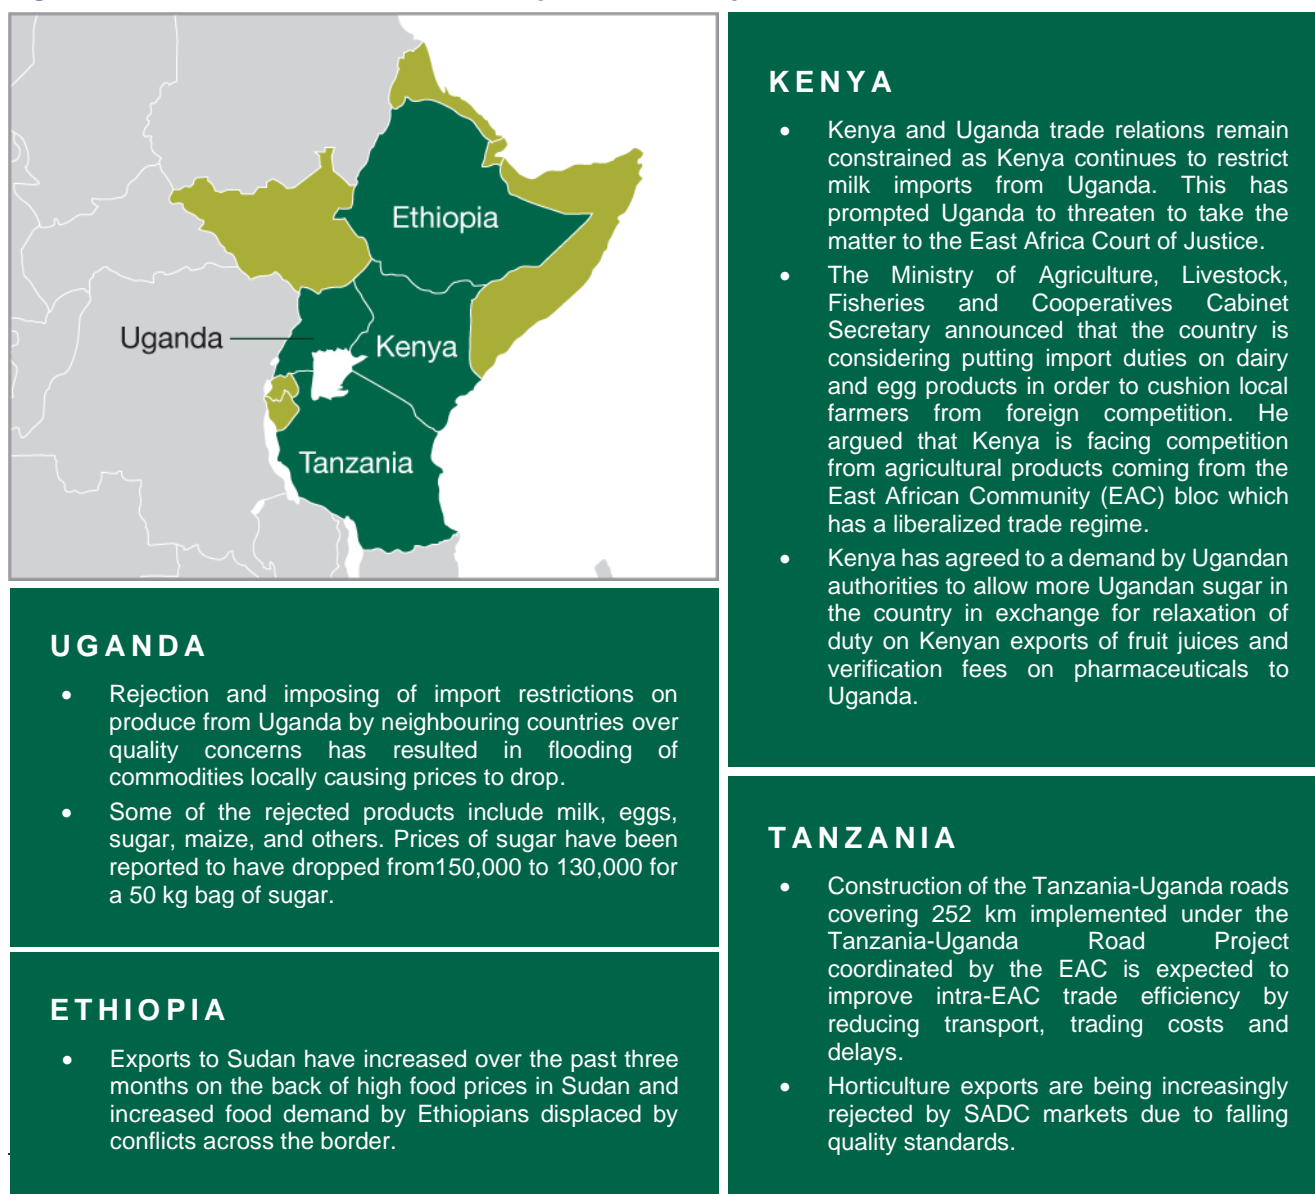 Ethiopia
Uganda
Kenya
Tanzania
KENYA
• Kenya and Uganda trade relations remain
constrained as Kenya continues to restrict
milk imports from Uganda. This has
prompted Uganda to threaten to take the
matter to the East Africa Court of Justice.
• The Ministry of Agriculture, Livestock,
Fisheries and Cooperatives Cabinet
Secretary announced that the country is
considering putting import duties on dairy
and egg products in order to cushion local
farmers from foreign competition. He
argued that Kenya is facing competition
from agricultural products coming from the
East African Community (EAC) bloc which
has a liberalized trade regime.
• Kenya has agreed to a demand by Ugandan
authorities to allow more Ugandan sugar in
the country in exchange for relaxation of
duty on Kenyan exports of fruit juices and
verification fees on pharmaceuticals to
Uganda.
UGANDA
• Rejection and imposing of import restrictions on
produce from Uganda by neighbouring countries over
quality concerns has resulted in flooding of
commodities locally causing prices to drop.
• Some of the rejected products include milk, eggs,
sugar, maize, and others. Prices of sugar have been
reported to have dropped from150,000 to 130,000 for
a 50 kg bag of sugar.
TANZANIA
• Construction of the Tanzania-Uganda roads
covering 252 km implemented under the
Tanzania-Uganda Road Project
coordinated by the EAC is expected to
improve intra-EAC trade efficiency by
reducing transport, trading costs and
delays.
• Horticulture exports are being increasingly
rejected by SADC markets due to falling
quality standards.
ETHIOPIA
• Exports to Sudan have increased over the past three
months on the back of high food prices in Sudan and
increased food demand by Ethiopians displaced by
conflicts across the border.